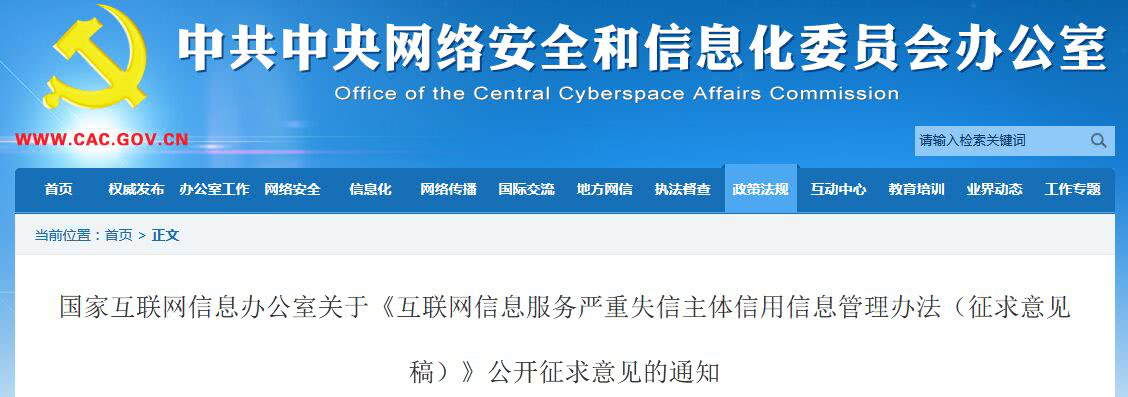 中共中央网络安全和信息化委员会办公室
Office of the Central Cyberspace Affairs Commission
WWW.CAC.GOV.CN
请输入检索关键词
首页 权威发布 办公室工作 网络安全 信息化 网络传播 国际交流 地方网信 执法督查 政策法规 互动中心 教育培训 业界动态 工作专题
当前位置：首页 > 正文
国家互联网信息办公室关于《互联网信息服务严重失信主体信用信息管理办法（征求意见
稿）》公开征求意见的通知